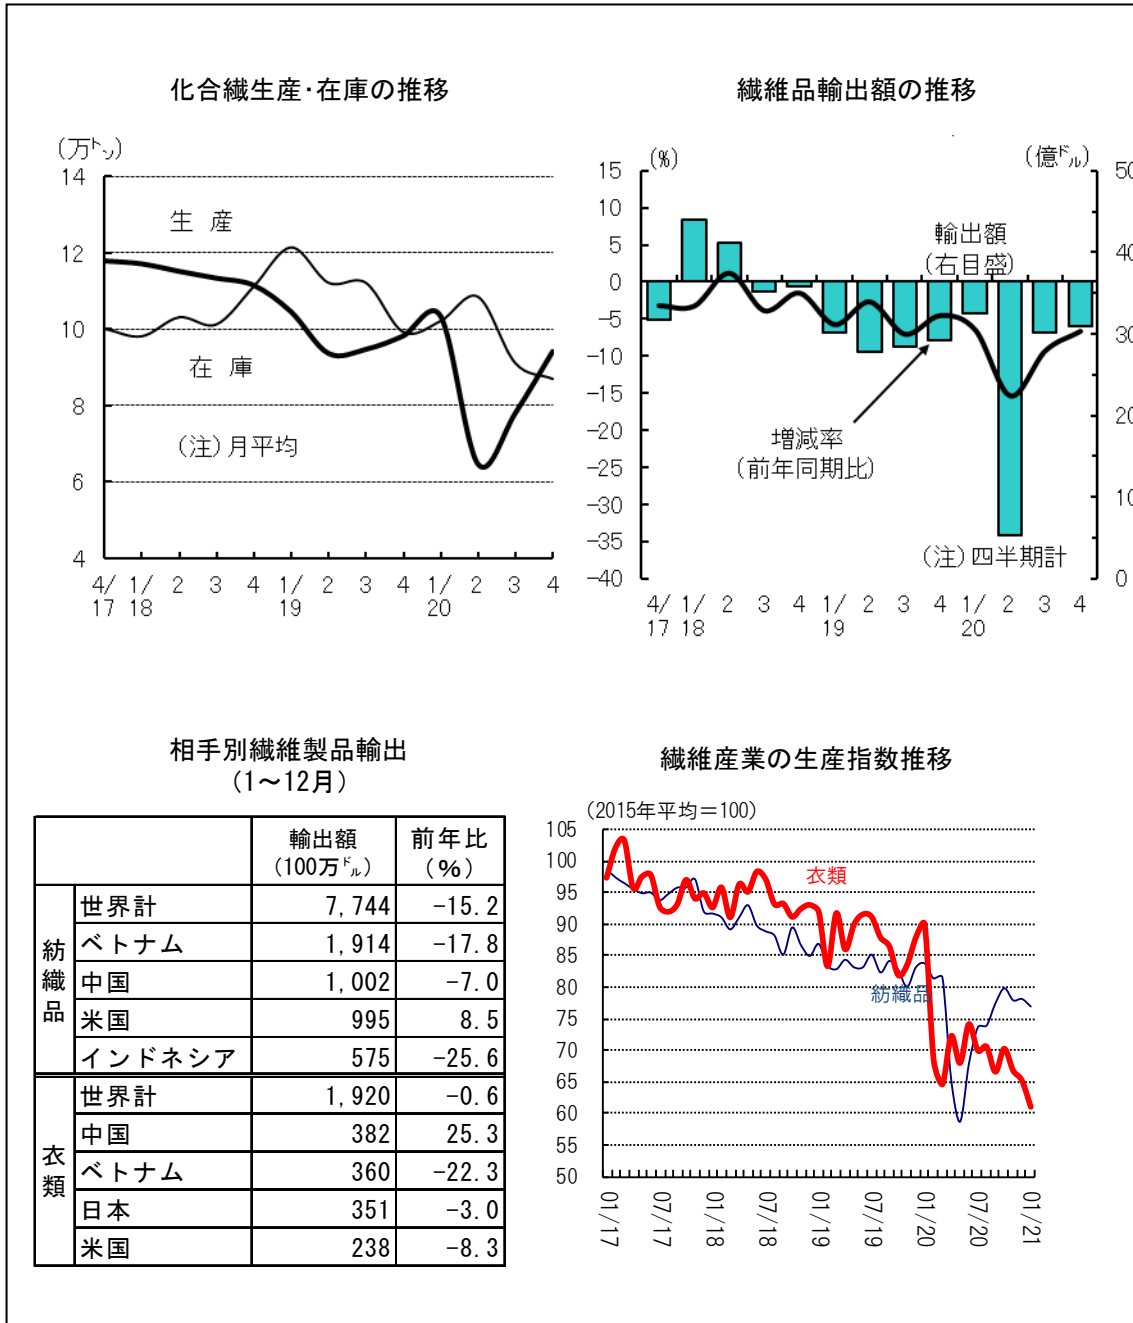 化合繊生産・在庫の推移
(万㌧)
14
12
10
8
6
4
生 産
在 庫
(注)月平均
4/17 1/18 2 3 4 1/19 2 3 4 1/20 2 3 4
繊維品輸出額の推移
(%)
(億㌦)
15
10
5
0
-5
-10
-15
-20
-25
-30
-35
-40
50
40
30
20
10
0
輸出額
(右目盛)
増減率
(前年同期比)
(注)四半期計
4/17 1/18 2 3 4 1/19 2 3 4 1/20 2 3 4
相手別繊維製品輸出
(1～12月)
輸出額 前年比
(100万㌦) (%)
紡織品
世界計 7,744 -15.2
ベトナム 1,914 -17.8
中国 1,002 -7.0
米国 995 8.5
インドネシア 575 -25.6
衣類
世界計 1,920 -0.6
中国 382 25.3
ベトナム 360 -22.3
日本 351 -3.0
米国 238 -8.3
繊維産業の生産指数推移
(2015年平均＝100)
105
100
95
90
85
80
75
70
65
60
55
50
衣類
紡織品
01/17 07/17 01/18 07/18 01/19 07/19 01/20 07/20 01/21